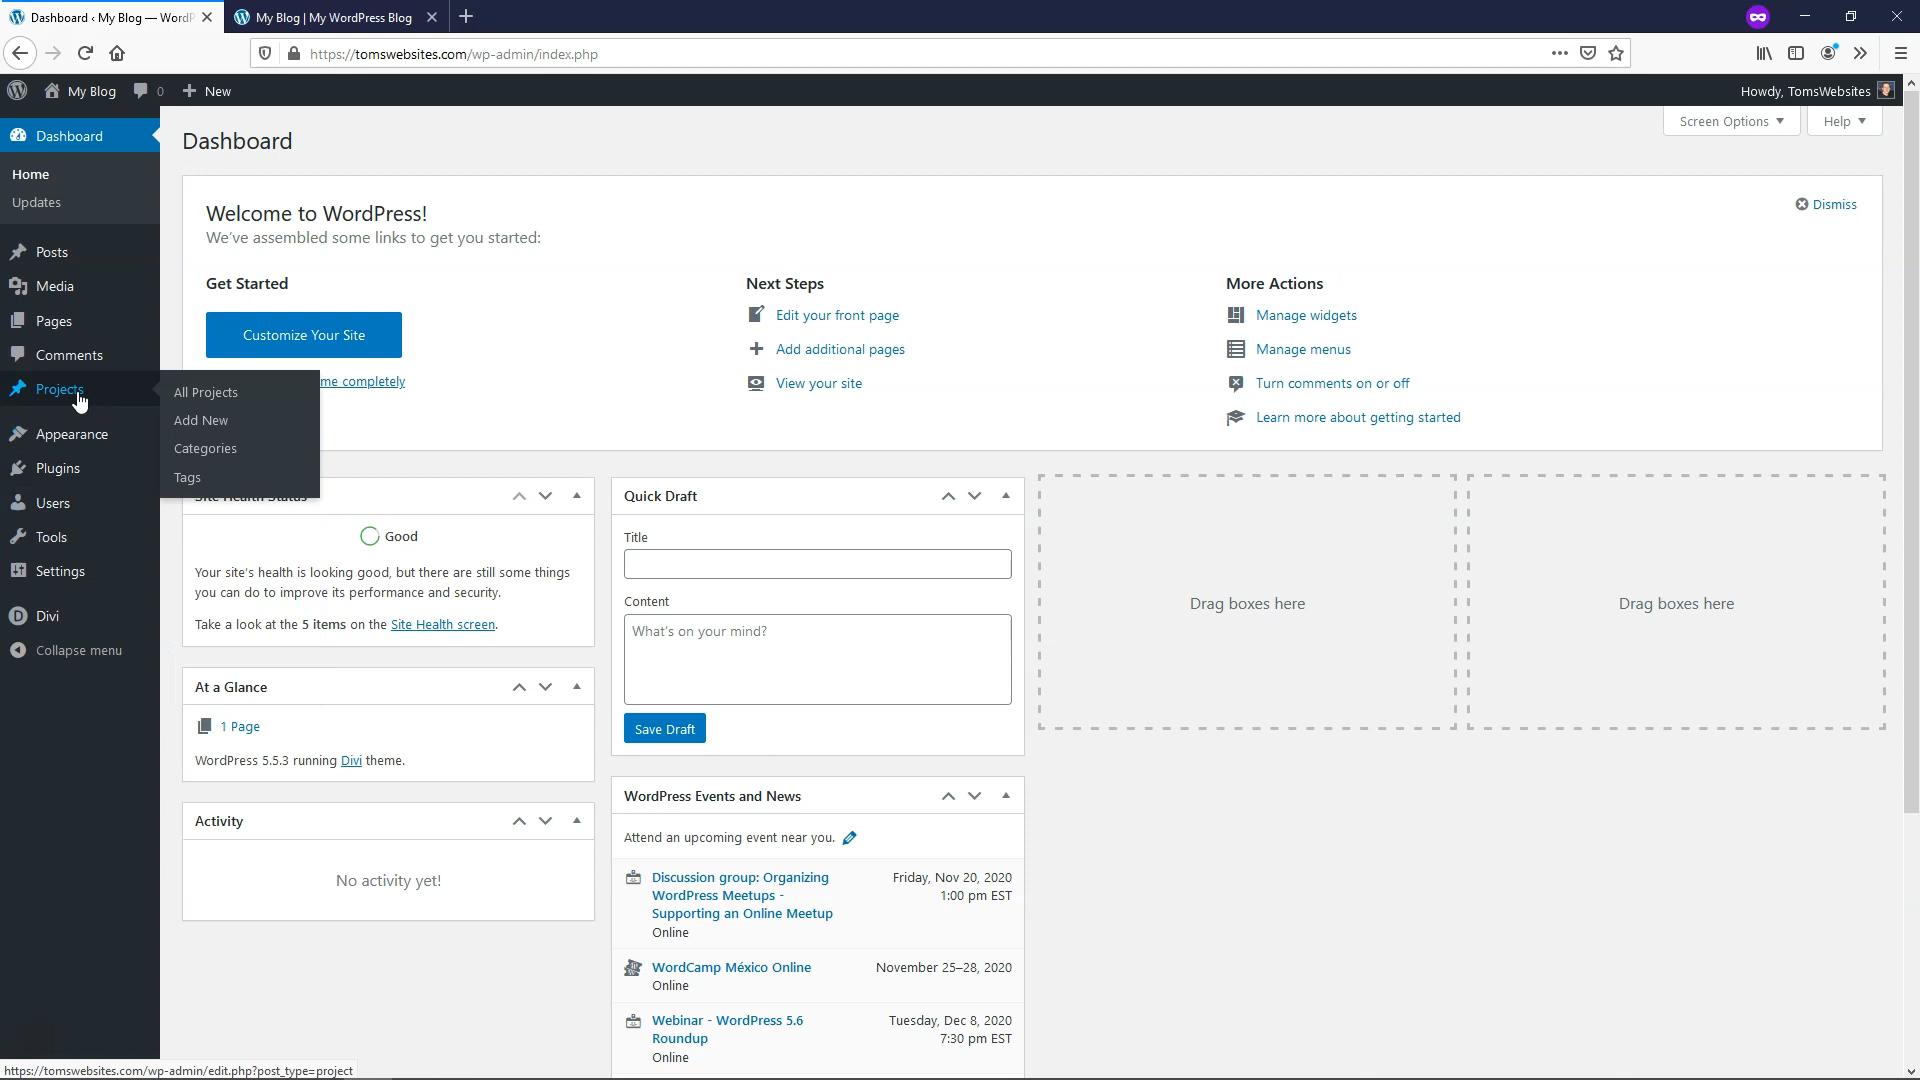 Dashboard ‹ My Blog — WordP
My Blog | My WordPress Blog
https://tomswebsites.com/wp-admin/index.php
My Blog
0
New
Howdy, TomsWebsites
Dashboard
Home
Updates
Posts
Media
Pages
Comments
Projects
All Projects
Add New
Categories
Tags
Appearance
Plugins
Users
Tools
Settings
Divi
Collapse menu
Dashboard
Screen Options
Help
Welcome to WordPress!
We've assembled some links to get you started:
Dismiss
Get Started
Customize Your Site
me completely
Next Steps
Edit your front page
Add additional pages
View your site
More Actions
Manage widgets
Manage menus
Turn comments on or off
Learn more about getting started
Site Health Status
Good
Your site's health is looking good, but there are still some things
you can do to improve its performance and security.
Take a look at the 5 items on the Site Health screen.
At a Glance
1 Page
WordPress 5.5.3 running Divi theme.
Activity
No activity yet!
Quick Draft
Title
Content
What's on your mind?
Save Draft
WordPress Events and News
Attend an upcoming event near you.
Discussion group: Organizing
WordPress Meetups -
Supporting an Online Meetup
Online
Friday, Nov 20, 2020
1:00 pm EST
WordCamp México Online
Online
November 25–28, 2020
Webinar - WordPress 5.6
Roundup
Online
Tuesday, Dec 8, 2020
7:30 pm EST
Drag boxes here
Drag boxes here
https://tomswebsites.com/wp-admin/edit.php?post_type=project